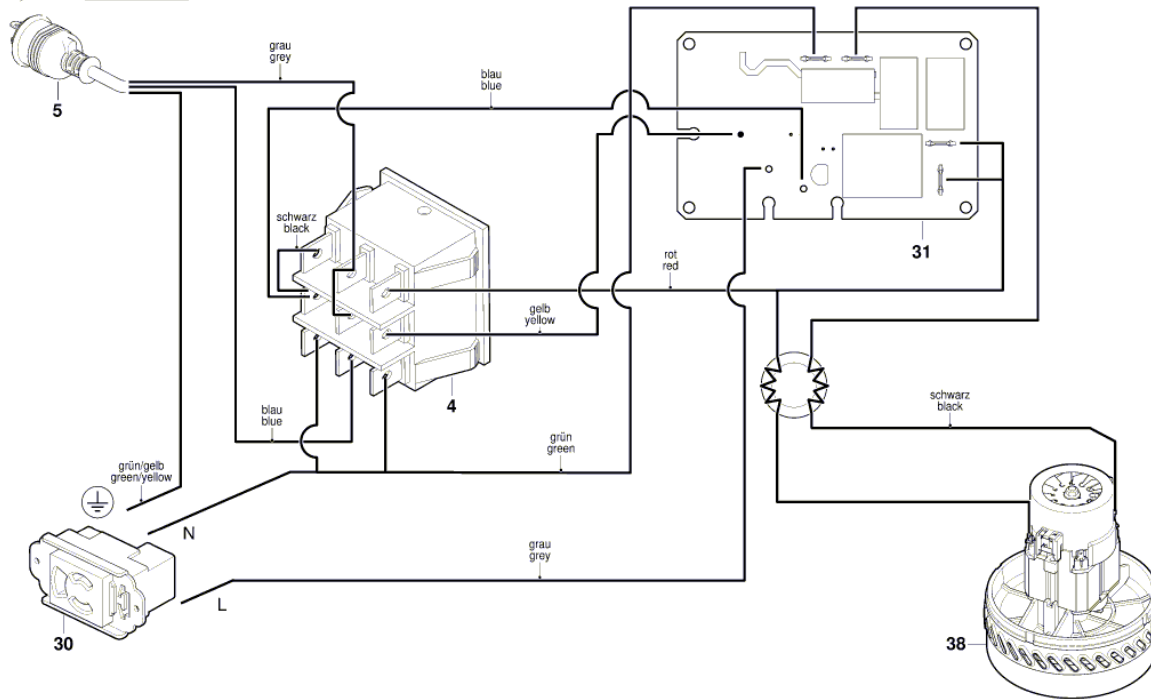 grau
grey
5
blau
blue
schwarz
black
31
rot
red
gelb
yellow
4
blau
blue
schwarz
black
grün
green
grün/gelb
green/yellow
N
grau
grey
L
30
38